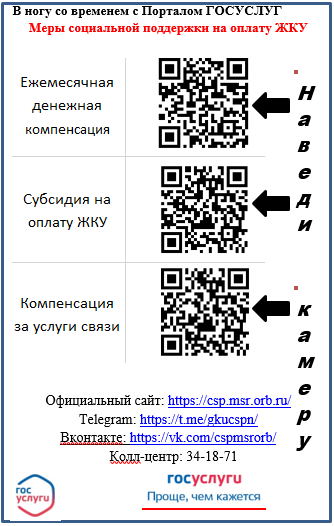 В ногу со временем с Порталом ГОСУСЛУГ
Меры социальной поддержки на оплату ЖКУ
Ежемесячная
денежная
компенсация
Субсидия на
оплату ЖКУ
Компенсация
за услуги связи
Наведи
камеру
Официальный сайт: https://csp.msr.orb.ru/
Telegram: https://t.me/gkucspn/
Вконтакте: https://vk.com/cspmsrorb/
Колл-центр: 34-18-71
гос
услуги
госуслуги
Проще, чем кажется